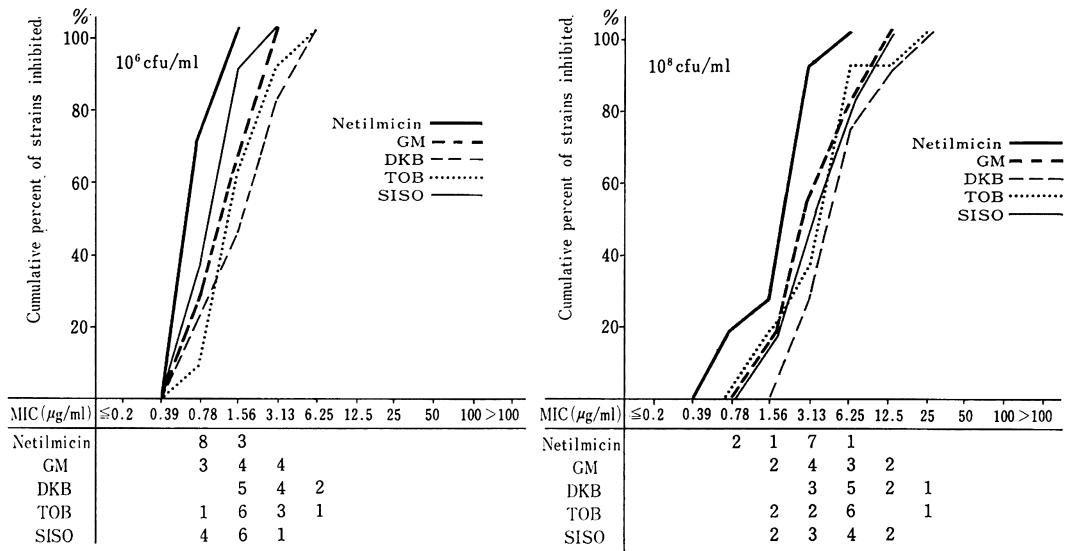 %
100
80
60
40
20
Cumulative percent of strains inhibited.
10⁶cfu/ml
Netilmicin
GM
DKB
TOB
SISO
MIC(μg/ml) ≦0.2 0.39 0.78 1.56 3.13 6.25 12.5 25 50 100 >100
Netilmicin 8 3
GM 3 4 4
DKB 5 4 2
TOB 1 6 3 1
SISO 4 6 1
%
100
80
60
40
20
Cumulative percent of strains inhibited.
10⁸cfu/ml
Netilmicin
GM
DKB
TOB
SISO
MIC(μg/ml) ≦0.2 0.39 0.78 1.56 3.13 6.25 12.5 25 50 100 >100
Netilmicin 2 1 7 1
GM 2 4 3 2
DKB 3 5 2 1
TOB 2 2 6 1
SISO 2 3 4 2